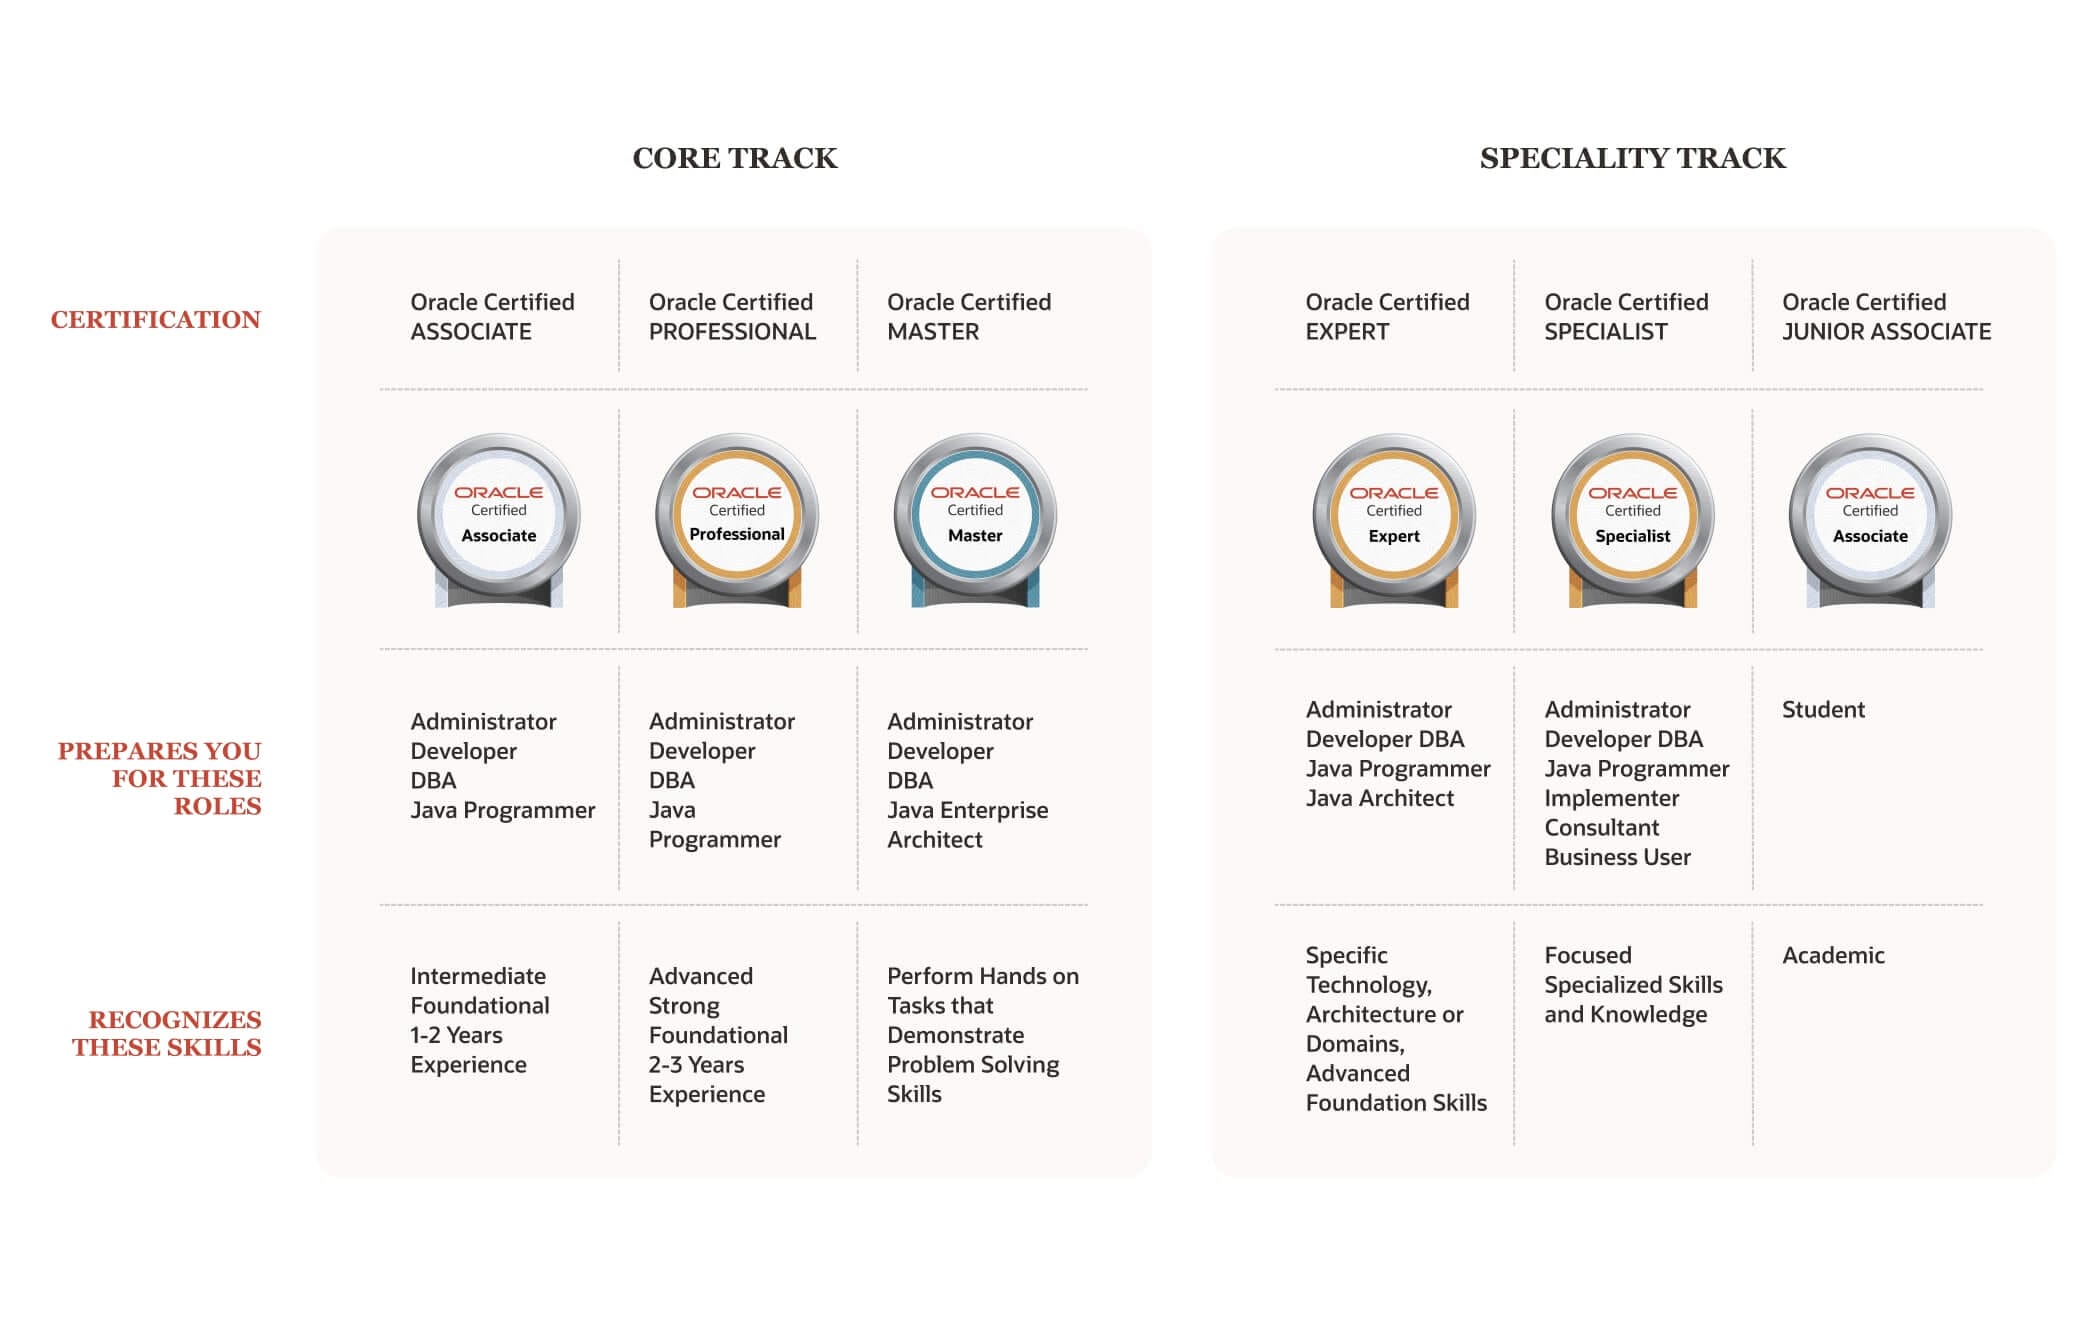 CORE TRACK
SPECIALITY TRACK
CERTIFICATION
Oracle Certified
ASSOCIATE
Oracle Certified
PROFESSIONAL
Oracle Certified
MASTER
Oracle Certified
EXPERT
Oracle Certified
SPECIALIST
Oracle Certified
JUNIOR ASSOCIATE
ORACLE
Certified
Associate
ORACLE
Certified
Professional
ORACLE
Certified
Master
ORACLE
Certified
Expert
ORACLE
Certified
Specialist
ORACLE
Certified
Associate
PREPARES YOU
FOR THESE
ROLES
Administrator
Developer
DBA
Java Programmer
Administrator
Developer
DBA
Java
Programmer
Administrator
Developer
DBA
Java Enterprise
Architect
Administrator
Developer DBA
Java Programmer
Java Architect
Administrator
Developer DBA
Java Programmer
Implementer
Consultant
Business User
Student
RECOGNIZES
THESE SKILLS
Intermediate
Foundational
1-2 Years
Experience
Advanced
Strong
Foundational
2-3 Years
Experience
Perform Hands on
Tasks that
Demonstrate
Problem Solving
Skills
Specific
Technology,
Architecture or
Domains,
Advanced
Foundation Skills
Focused
Specialized Skills
and Knowledge
Academic